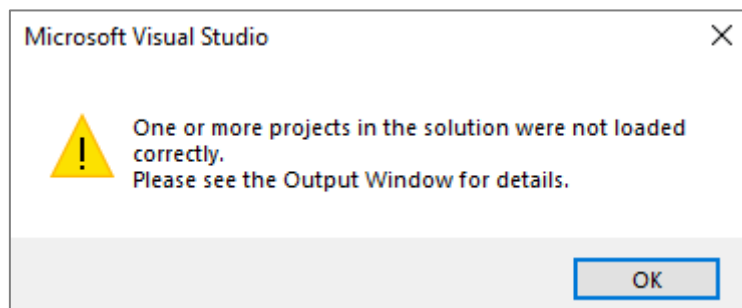 Microsoft Visual Studio
One or more projects in the solution were not loaded
correctly.
Please see the Output Window for details.
OK